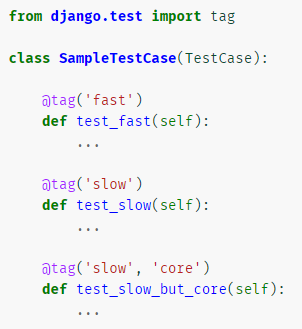 from django.test import tag
class SampleTestCase(TestCase):
    @tag('fast')
    def test_fast(self):
        ...
    @tag('slow')
    def test_slow(self):
        ...
    @tag('slow', 'core')
    def test_slow_but_core(self):
        ...